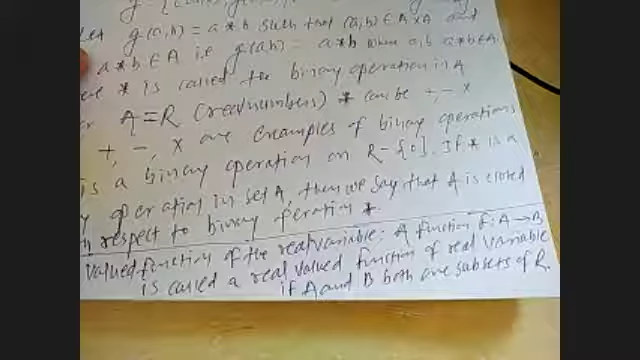 Let g(a,b) = a*b such that (a,b) ∈ A×A and
a*b ∈ A i.e g(a,b) = a*b where a,b a*b ∈ A.
* is called the binary operation in A
A = R (real numbers) * can be +, - ×
+, -, × are examples of binary operations
is a binary operation on R-{0}. If * is a
operation in set A, then we say that A is closed
respect to binary peration *.
valued function of the real variable: A function f: A→B
is called a real valued function of real variable
if A and B both are subsets of R.